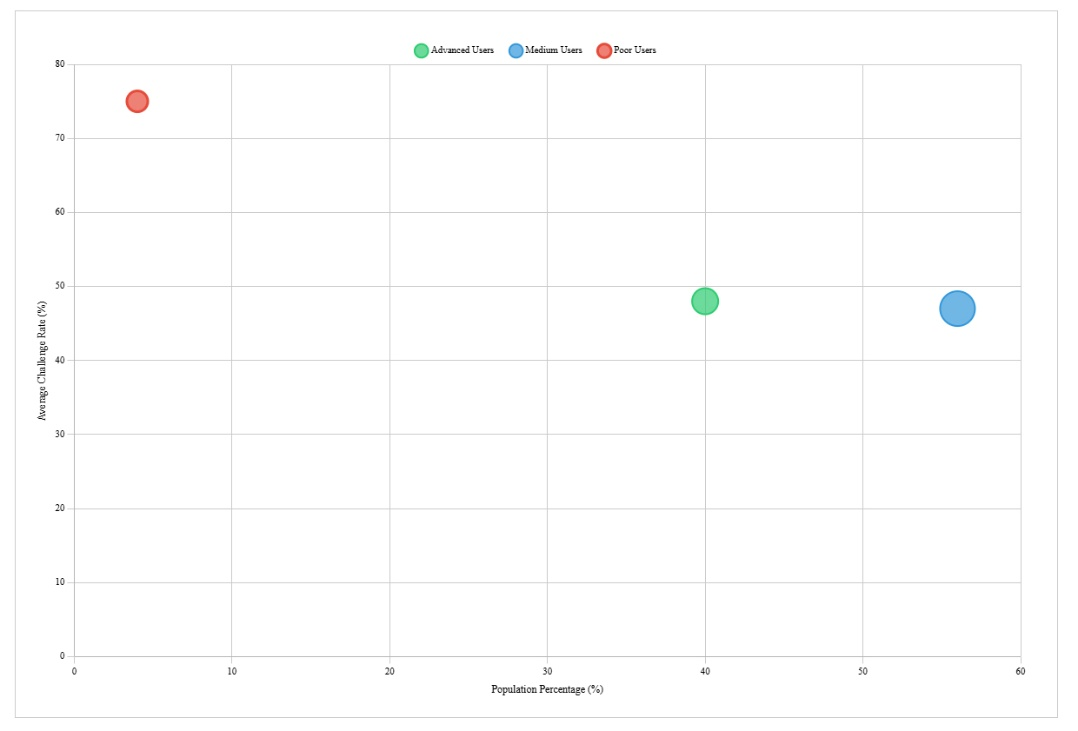 Advanced Users Medium Users Poor Users
80
70
60
50
40
30
20
10
0
Average Challenge Rate (%)
0 10 20 30 40 50 60
Population Percentage (%)